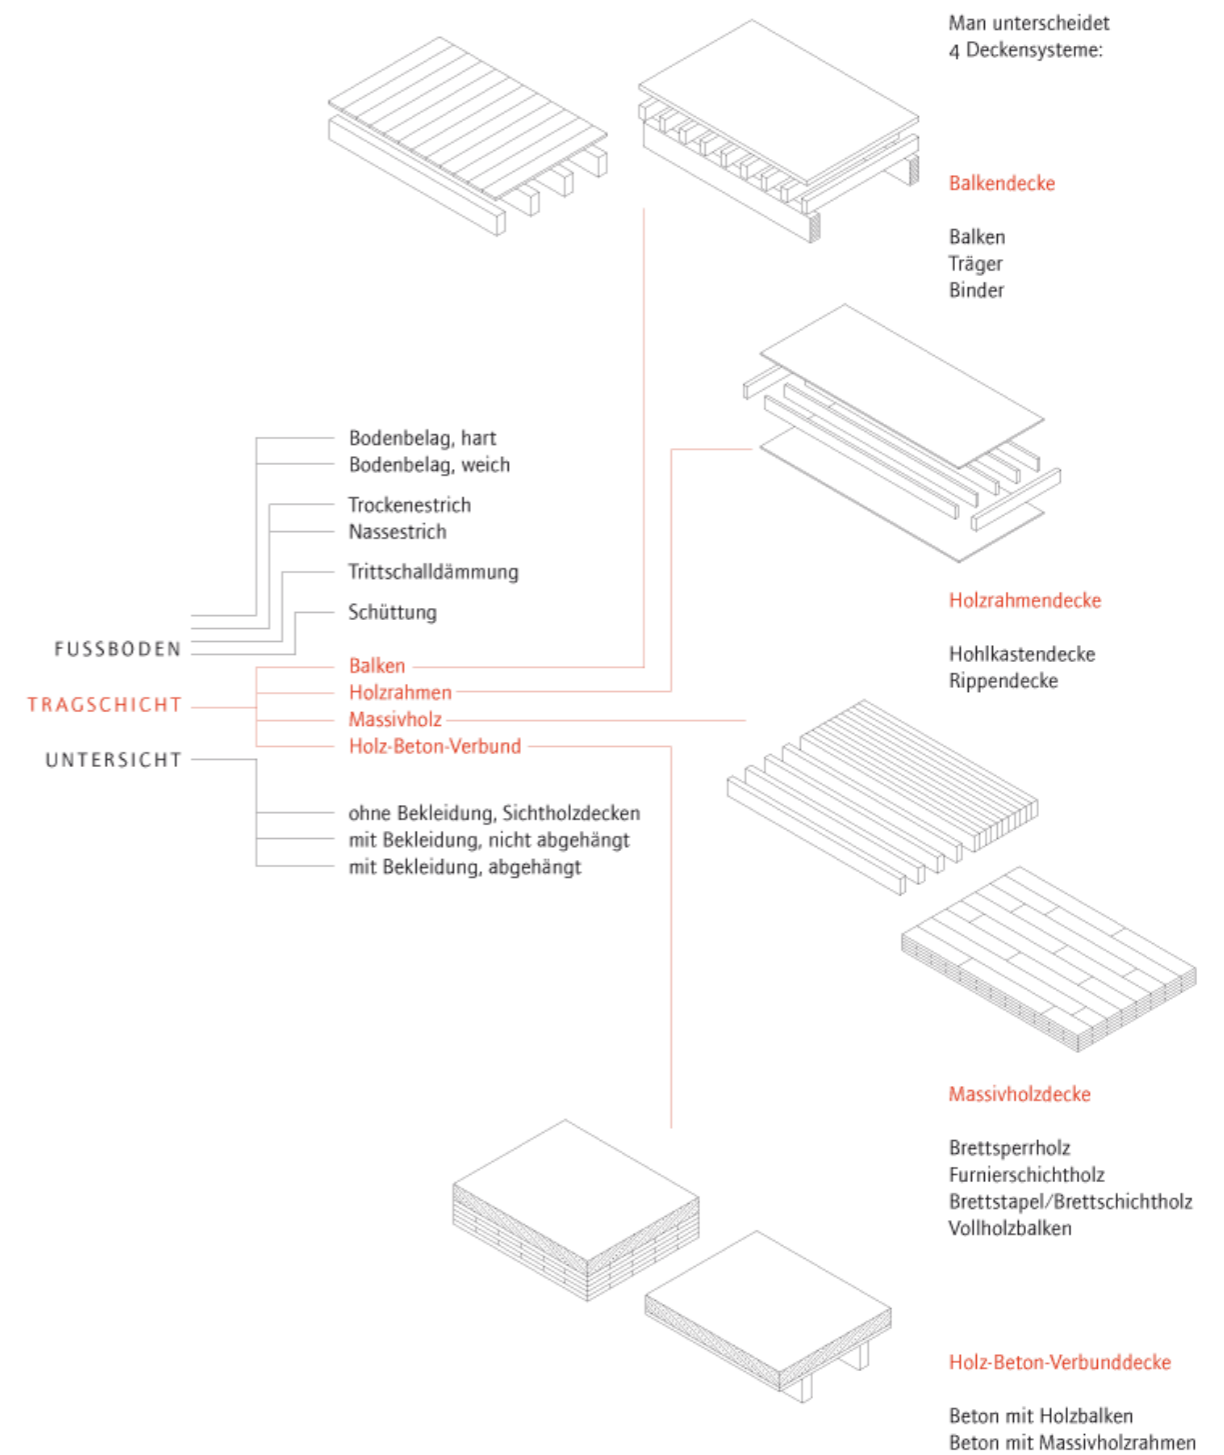 Man unterscheidet
4 Deckensysteme:
Balkendecke
Balken
Träger
Binder
Bodenbelag, hart
Bodenbelag, weich
Trockenestrich
Nassestrich
Trittschalldämmung
Schüttung
FUSSBODEN
Balken
Holzrahmen
TRAGSCHICHT
Massivholz
Holz-Beton-Verbund
UNTERSICHT
ohne Bekleidung, Sichtholzdecken
mit Bekleidung, nicht abgehängt
mit Bekleidung, abgehängt
Holzrahmendecke
Hohlkastendecke
Rippendecke
Massivholzdecke
Brettsperrholz
Furnierschichtholz
Brettstapel/Brettschichtholz
Vollholzbalken
Holz-Beton-Verbunddecke
Beton mit Holzbalken
Beton mit Massivholzrahmen